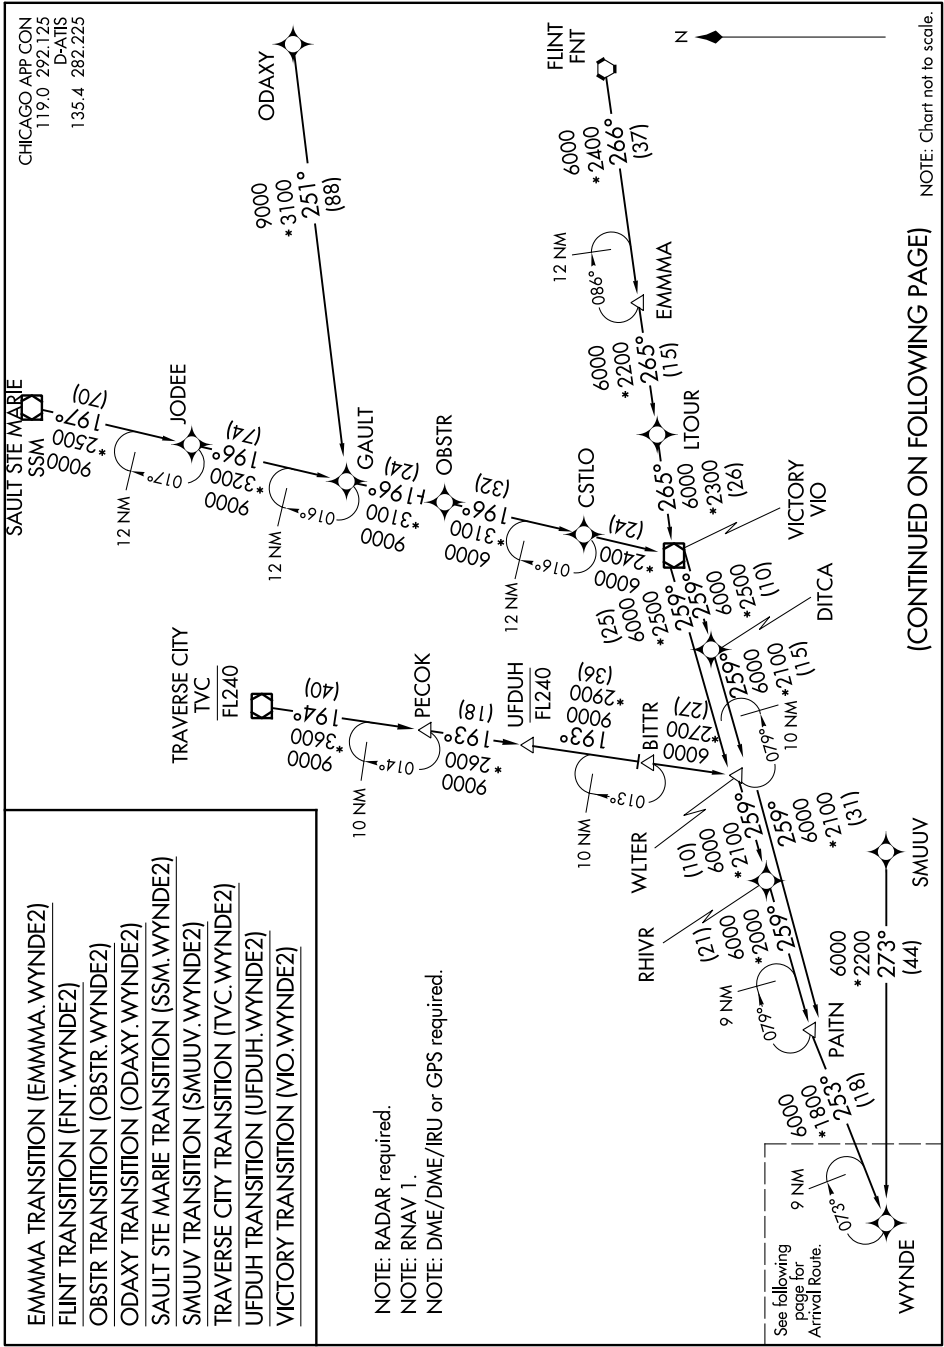 CHICAGO APP CON
119.0 292.125
D-ATIS
135.4 282.225
ODAXY
FLINT
FNT
N
NOTE: Chart not to scale.
9000
*3100
251°
(88)
6000
*2400
266°
(37)
12 NM
086°
EMMMA
6000
*2200
265°
(15)
LTOUR
265°
6000
*2300
(26)
SAULT STE MARIE
SSM
(70)
197°
*2500
9000
JODEE
12 NM
017°
(74)
196°
*3200
9000
GAULT
12 NM
016°
(24)
196°
*3100
9000
OBSTR
(32)
196°
*3100
6000
CSTLO
12 NM
016°
(24)
*2400
6000
VICTORY
VIO
(25)
6000
*2500
259°
259°
6000
*2500
(10)
DITCA
259°
6000
*2100
(15)
10 NM
079°
TRAVERSE CITY
TVC
FL240
(40)
194°
*3600
9000
PECOK
10 NM
014°
(18)
193°
*2600
9000
UFDUH
FL240
(36)
*2900
9000
193°
BITTR
10 NM
013°
(27)
*2700
6000
WLTER
(10)
6000
*2100
259°
259°
6000
*2100
(31)
RHIVR
(21)
6000
*2000
259°
9 NM
079°
PAITN
SMUUV
6000
*2200
273°
(44)
6000
*1800
253°
(18)
9 NM
073°
WYNDE
See following
page for
Arrival Route.
(CONTINUED ON FOLLOWING PAGE)
EMMMA TRANSITION (EMMMA.WYNDE2)
FLINT TRANSITION (FNT.WYNDE2)
OBSTR TRANSITION (OBSTR.WYNDE2)
ODAXY TRANSITION (ODAXY.WYNDE2)
SAULT STE MARIE TRANSITION (SSM.WYNDE2)
SMUUV TRANSITION (SMUUV.WYNDE2)
TRAVERSE CITY TRANSITION (TVC.WYNDE2)
UFDUH TRANSITION (UFDUH.WYNDE2)
VICTORY TRANSITION (VIO.WYNDE2)
NOTE: RADAR required.
NOTE: RNAV 1.
NOTE: DME/DME/IRU or GPS required.